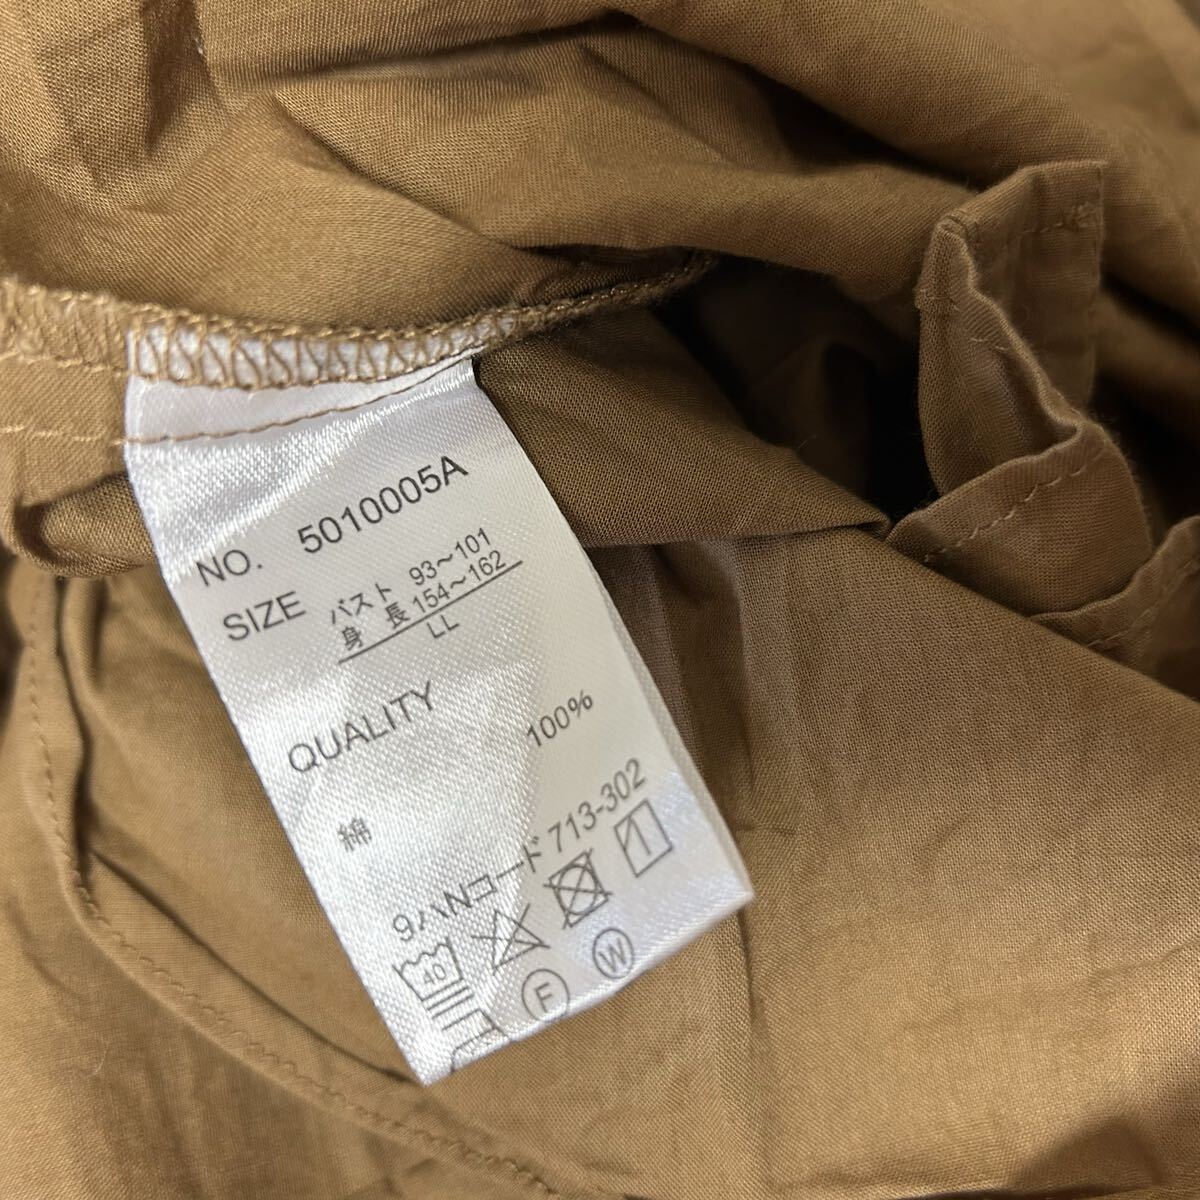 NO. 5010005A
SIZE バスト 93～101
身 長 154～162
LL
QUALITY
綿 100%
9ハNコード 713-302
40
F W